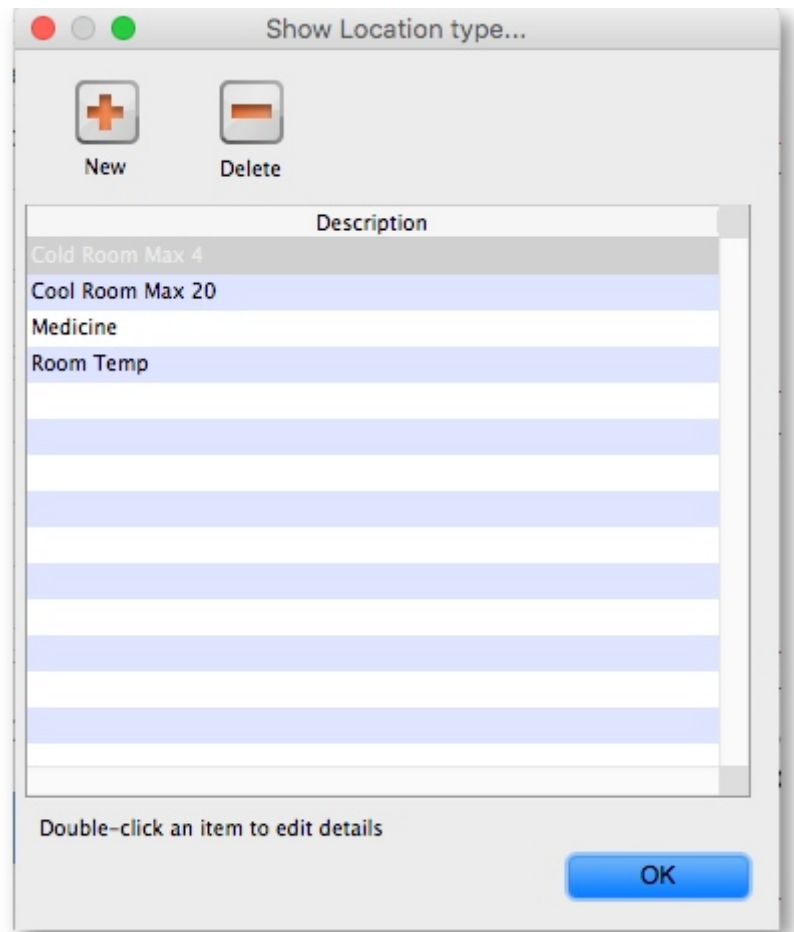 Show Location type...
New Delete
Description
Cold Room Max 4
Cool Room Max 20
Medicine
Room Temp
Double-click an item to edit details
OK